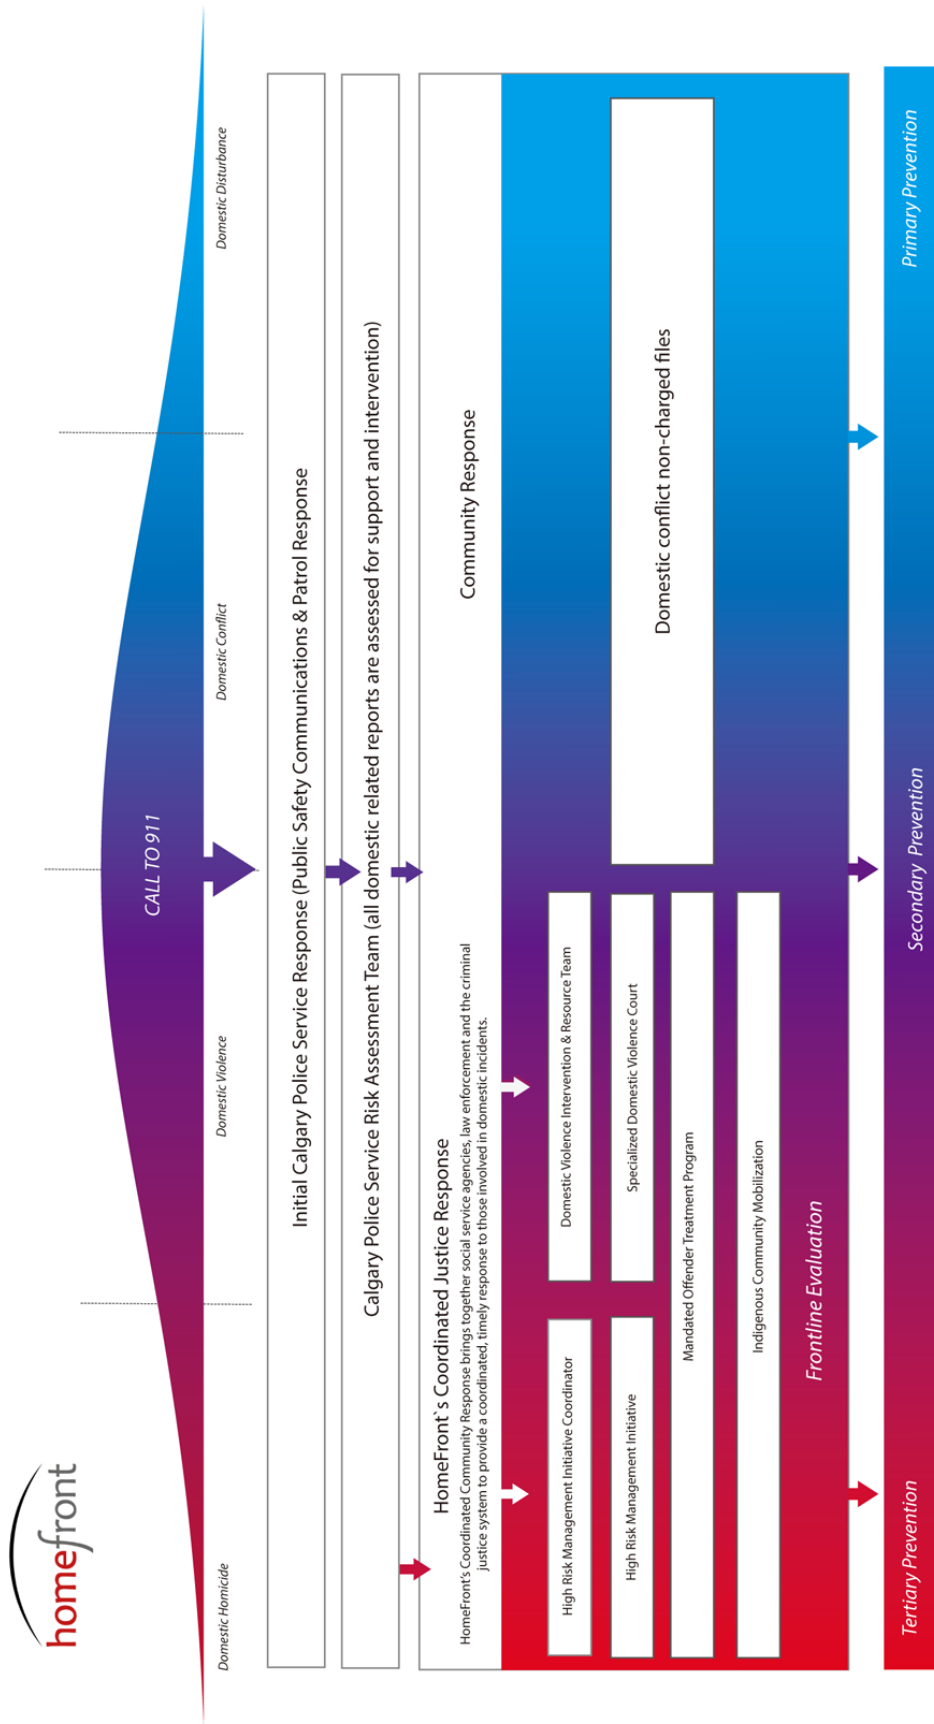 homefront
CALL TO 911
Domestic Homicide
Domestic Violence
Domestic Conflict
Domestic Disturbance
Initial Calgary Police Service Response (Public Safety Communications & Patrol Response
Calgary Police Service Risk Assessment Team (all domestic related reports are assessed for support and intervention)
HomeFront`s Coordinated Justice Response
HomeFront's Coordinated Community Response brings together social service agencies, law enforcement and the criminal
justice system to provide a coordinated, timely response to those involved in domestic incidents.
Community Response
High Risk Management Initiative Coordinator
Domestic Violence Intervention & Resource Team
High Risk Management Initiative
Specialized Domestic Violence Court
Domestic conflict non-charged files
Mandated Offender Treatment Program
Indigenous Community Mobilization
Frontline Evaluation
Tertiary Prevention
Secondary Prevention
Primary Prevention